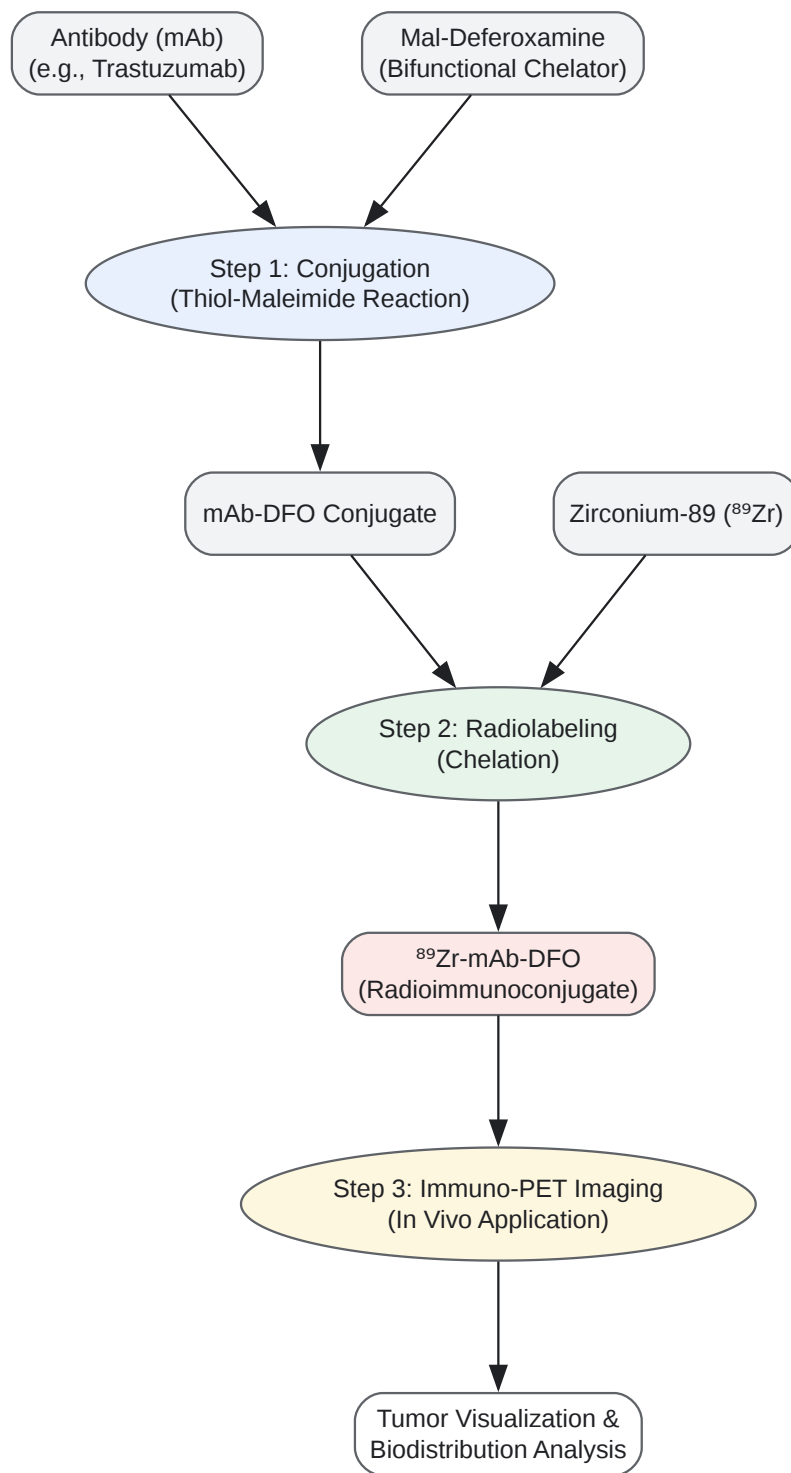 Antibody (mAb)
(e.g., Trastuzumab)
Mal-Deferoxamine
(Bifunctional Chelator)
Step 1: Conjugation
(Thiol-Maleimide Reaction)
mAb-DFO Conjugate
Zirconium-89 (⁸⁹Zr)
Step 2: Radiolabeling
(Chelation)
⁸⁹Zr-mAb-DFO
(Radioimmunoconjugate)
Step 3: Immuno-PET Imaging
(In Vivo Application)
Tumor Visualization &
Biodistribution Analysis